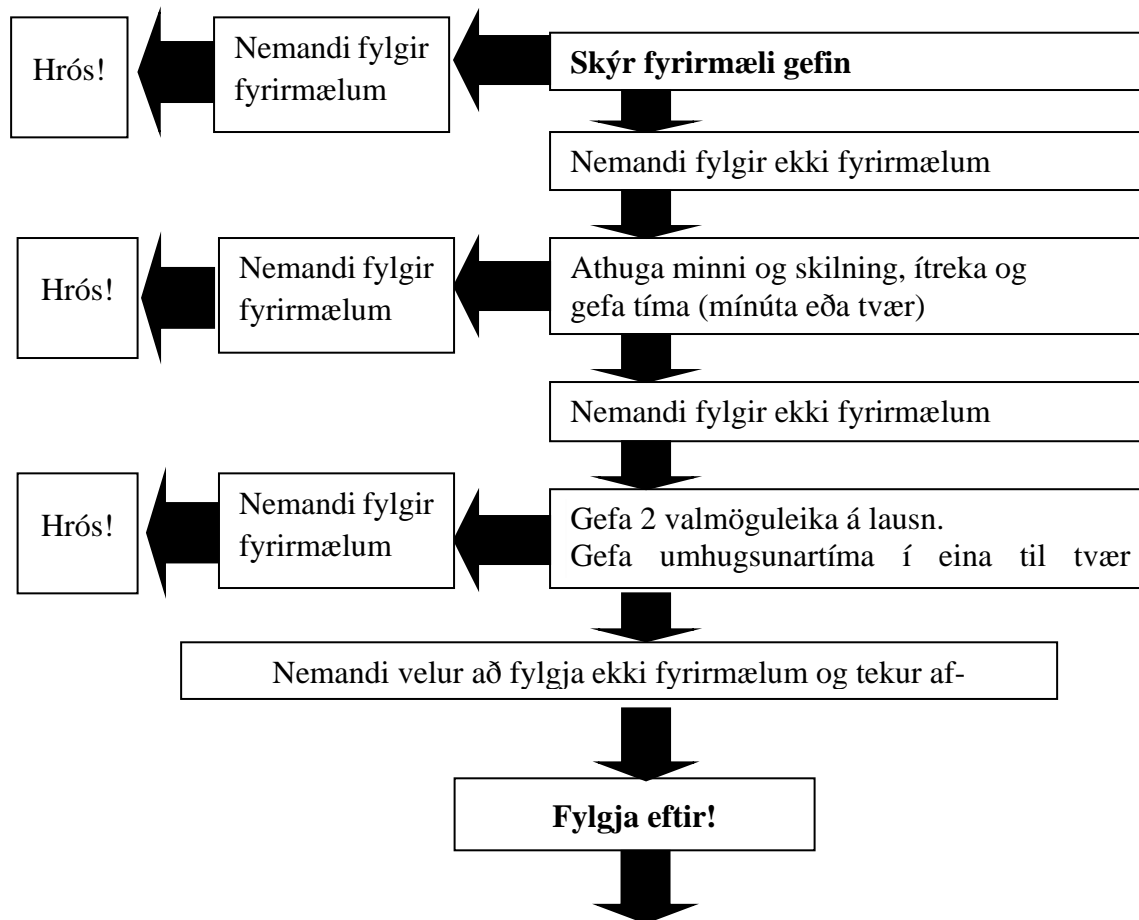 Skýr fyrirmæli gefin
Nemandi fylgir
fyrirmælum
Hrós!
Nemandi fylgir ekki fyrirmælum
Athuga minni og skilning, ítreka og
gefa tíma (mínúta eða tvær)
Nemandi fylgir
fyrirmælum
Hrós!
Nemandi fylgir ekki fyrirmælum
Gefa 2 valmöguleika á lausn.
Gefa umhugsunartíma í eina til tvær
Nemandi fylgir
fyrirmælum
Hrós!
Nemandi velur að fylgja ekki fyrirmælum og tekur af-
Fylgja eftir!